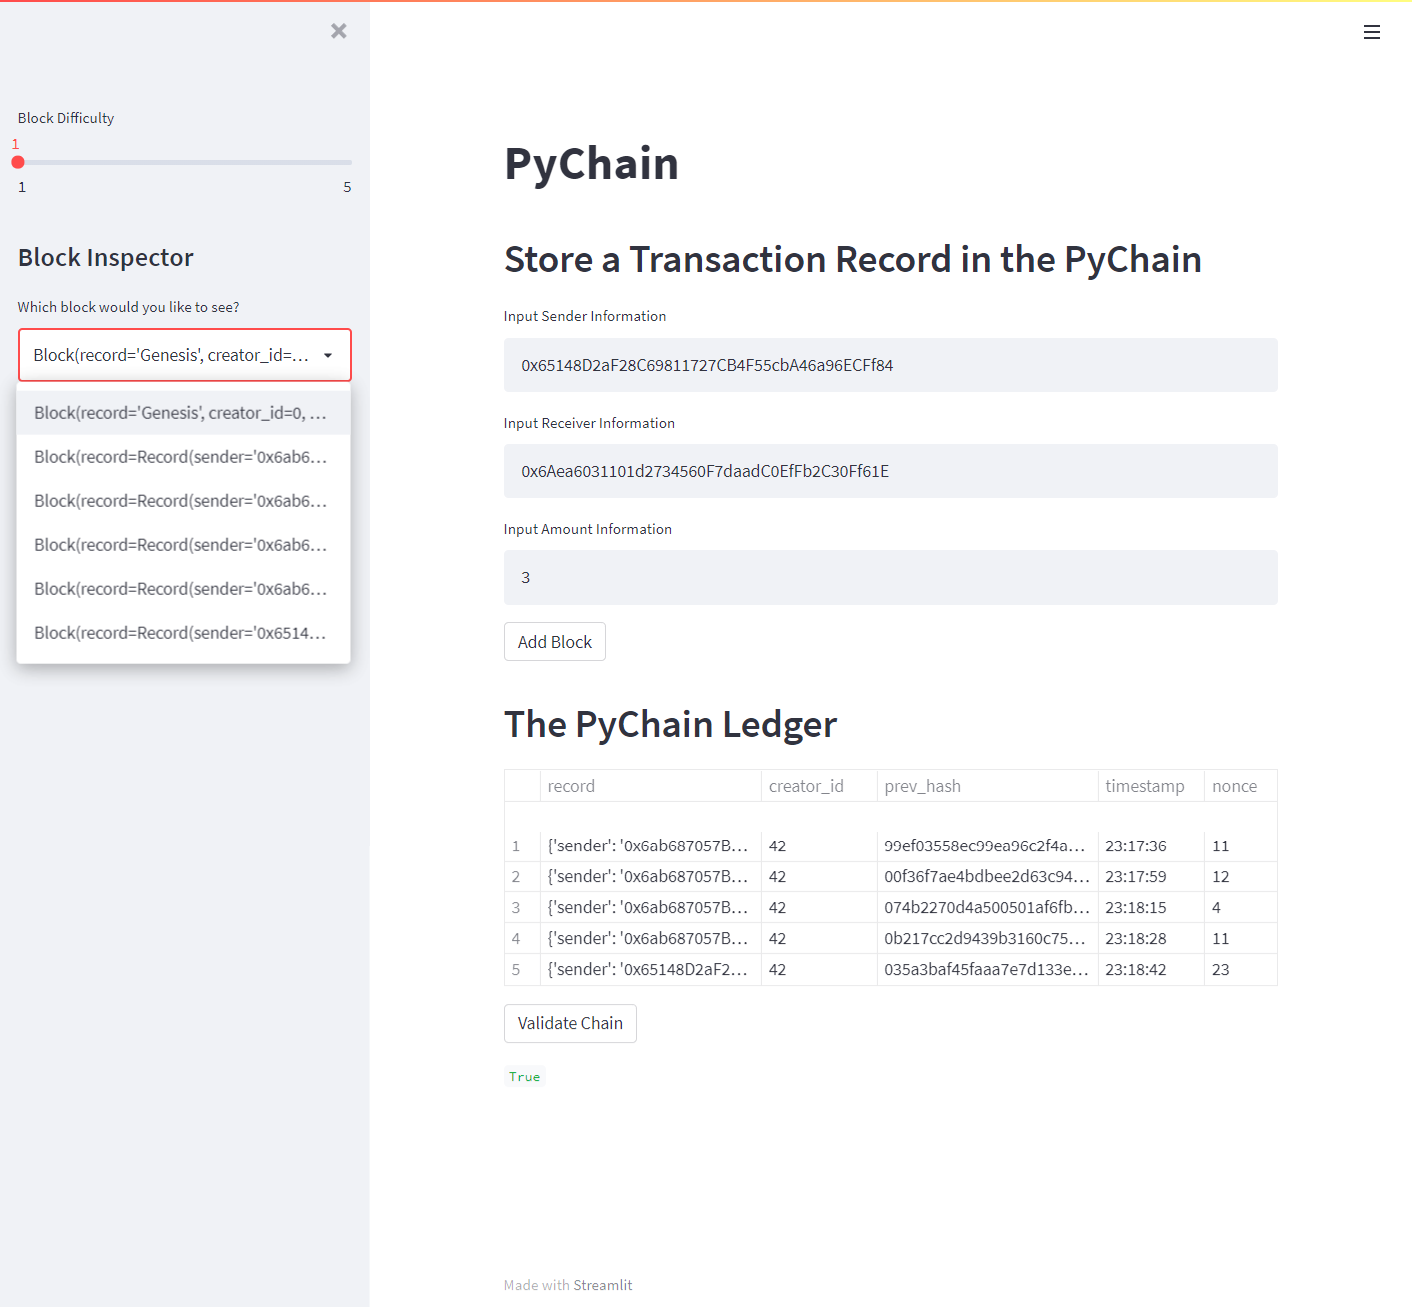 Block Difficulty
1
1 5
Block Inspector
Which block would you like to see?
Block(record='Genesis', creator_id=...
Block(record='Genesis', creator_id=0, ...
Block(record=Record(sender='0x6ab6...
Block(record=Record(sender='0x6ab6...
Block(record=Record(sender='0x6ab6...
Block(record=Record(sender='0x6ab6...
Block(record=Record(sender='0x6514...
PyChain
Store a Transaction Record in the PyChain
Input Sender Information
0x65148D2aF28C69811727CB4F55cbA46a96ECFf84
Input Receiver Information
0x6Aea6031101d2734560F7daadC0EfFb2C30Ff61E
Input Amount Information
3
Add Block
The PyChain Ledger
record creator_id prev_hash timestamp nonce
1 {'sender': '0x6ab687057B... 42 99ef03558ec99ea96c2f4a... 23:17:36 11
2 {'sender': '0x6ab687057B... 42 00f36f7ae4bdbee2d63c94... 23:17:59 12
3 {'sender': '0x6ab687057B... 42 074b2270d4a500501af6fb... 23:18:15 4
4 {'sender': '0x6ab687057B... 42 0b217cc2d9439b3160c75... 23:18:28 11
5 {'sender': '0x65148D2aF2... 42 035a3baf45faaa7e7d133e... 23:18:42 23
Validate Chain
True
Made with Streamlit